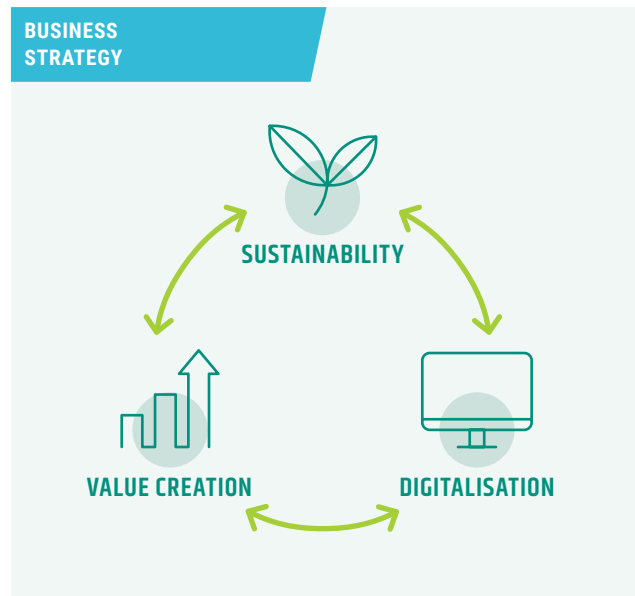 BUSINESS
STRATEGY
SUSTAINABILITY
VALUE CREATION
DIGITALISATION